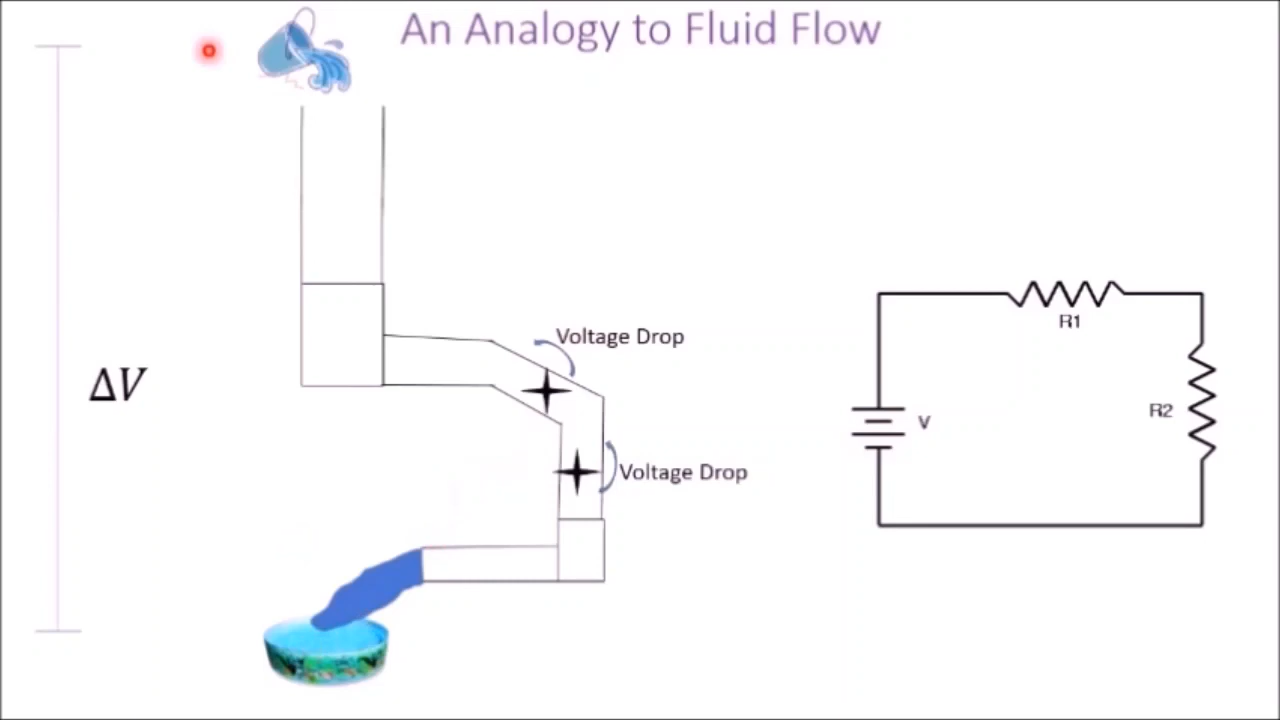 An Analogy to Fluid Flow
Voltage Drop
ΔV
Voltage Drop
R1
R2
V